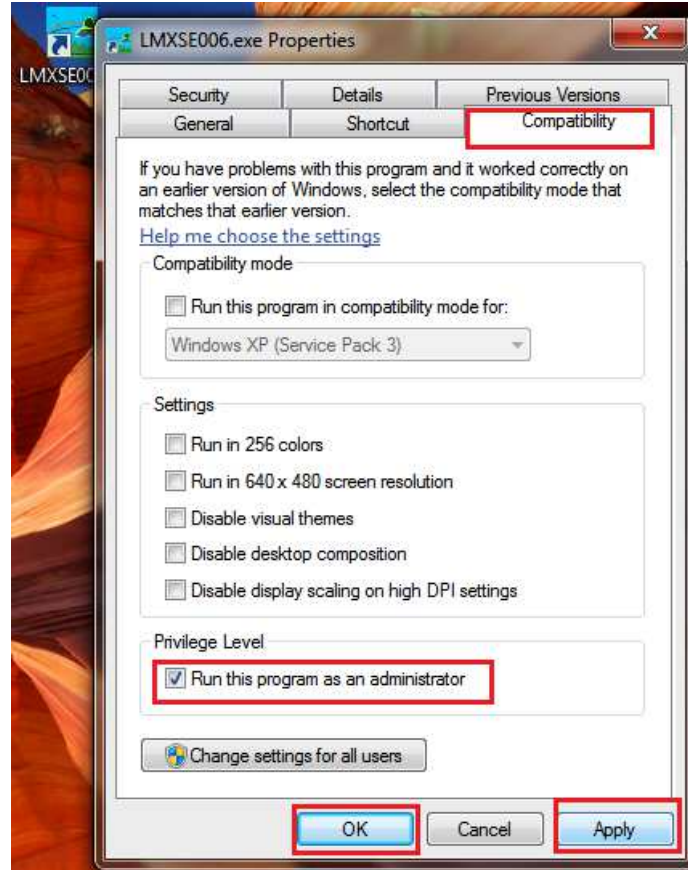 LMXSE006.exe Properties
LMXSE00
Security Details Previous Versions
General Shortcut Compatibility
If you have problems with this program and it worked correctly on
an earlier version of Windows, select the compatibility mode that
matches that earlier version.
Help me choose the settings
Compatibility mode
Run this program in compatibility mode for:
Windows XP (Service Pack 3)
Settings
Run in 256 colors
Run in 640 x 480 screen resolution
Disable visual themes
Disable desktop composition
Disable display scaling on high DPI settings
Privilege Level
Run this program as an administrator
Change settings for all users
OK Cancel Apply